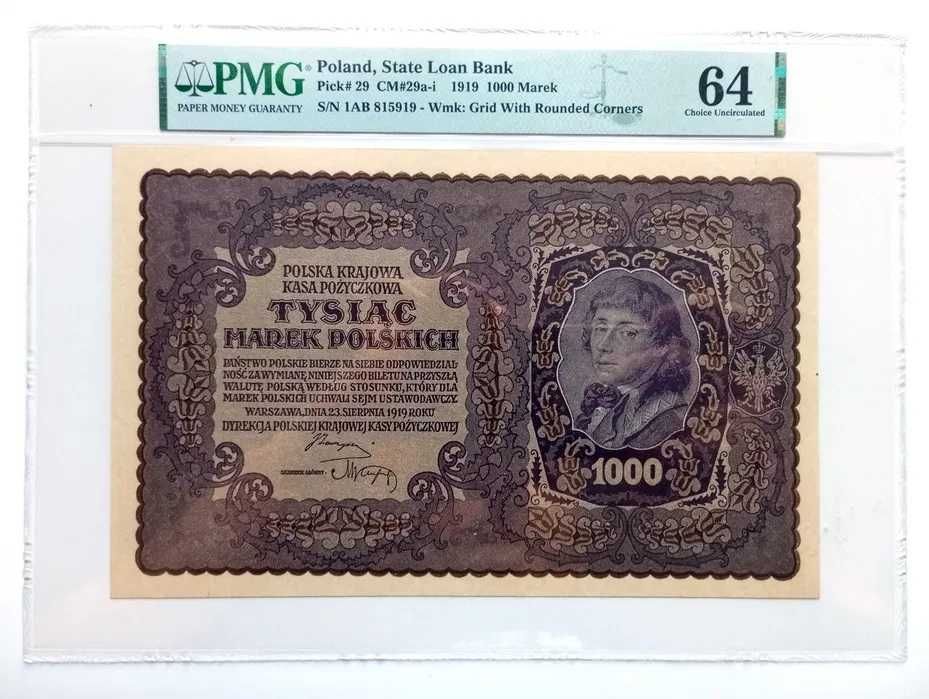 PMG
PAPER MONEY GUARANTY
Poland, State Loan Bank
Pick# 29 CM#29a-i 1919 1000 Marek
S/N 1AB 815919 - Wmk: Grid With Rounded Corners
64
Choice Uncirculated
POLSKA KRAJOWA
KASA POŻYCZKOWA
TYSIĄC
MAREK POLSKICH
PAŃSTWO POLSKIE BIERZE NA SIEBIE ODPOWIEDZIAL-
NOŚĆ ZA WYMIANĘ NINIEJSZEGO BILETU NA PRZYSZŁĄ
WALUTĘ POLSKĄ WEDŁUG STOSUNKU, KTÓRY DLA
MAREK POLSKICH UCHWALI SEJM USTAWODAWCZY.
WARSZAWA, DNIA 23. SIERPNIA 1919 ROKU
DYREKCJA POLSKIEJ KRAJOWEJ KASY POŻYCZKOWEJ
1000